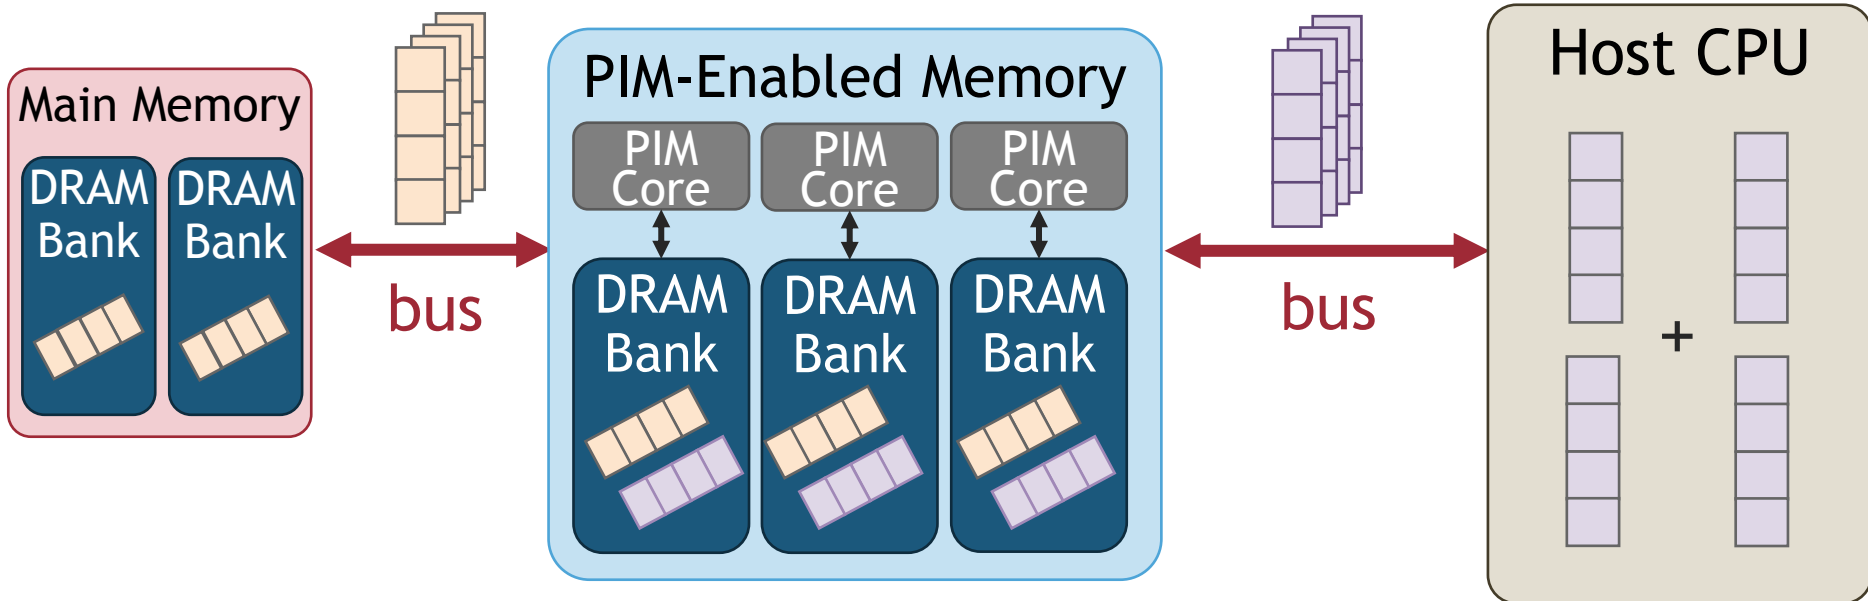 Main Memory
DRAM
Bank
DRAM
Bank
bus
PIM-Enabled Memory
PIM
Core
PIM
Core
PIM
Core
DRAM
Bank
DRAM
Bank
DRAM
Bank
bus
Host CPU
+